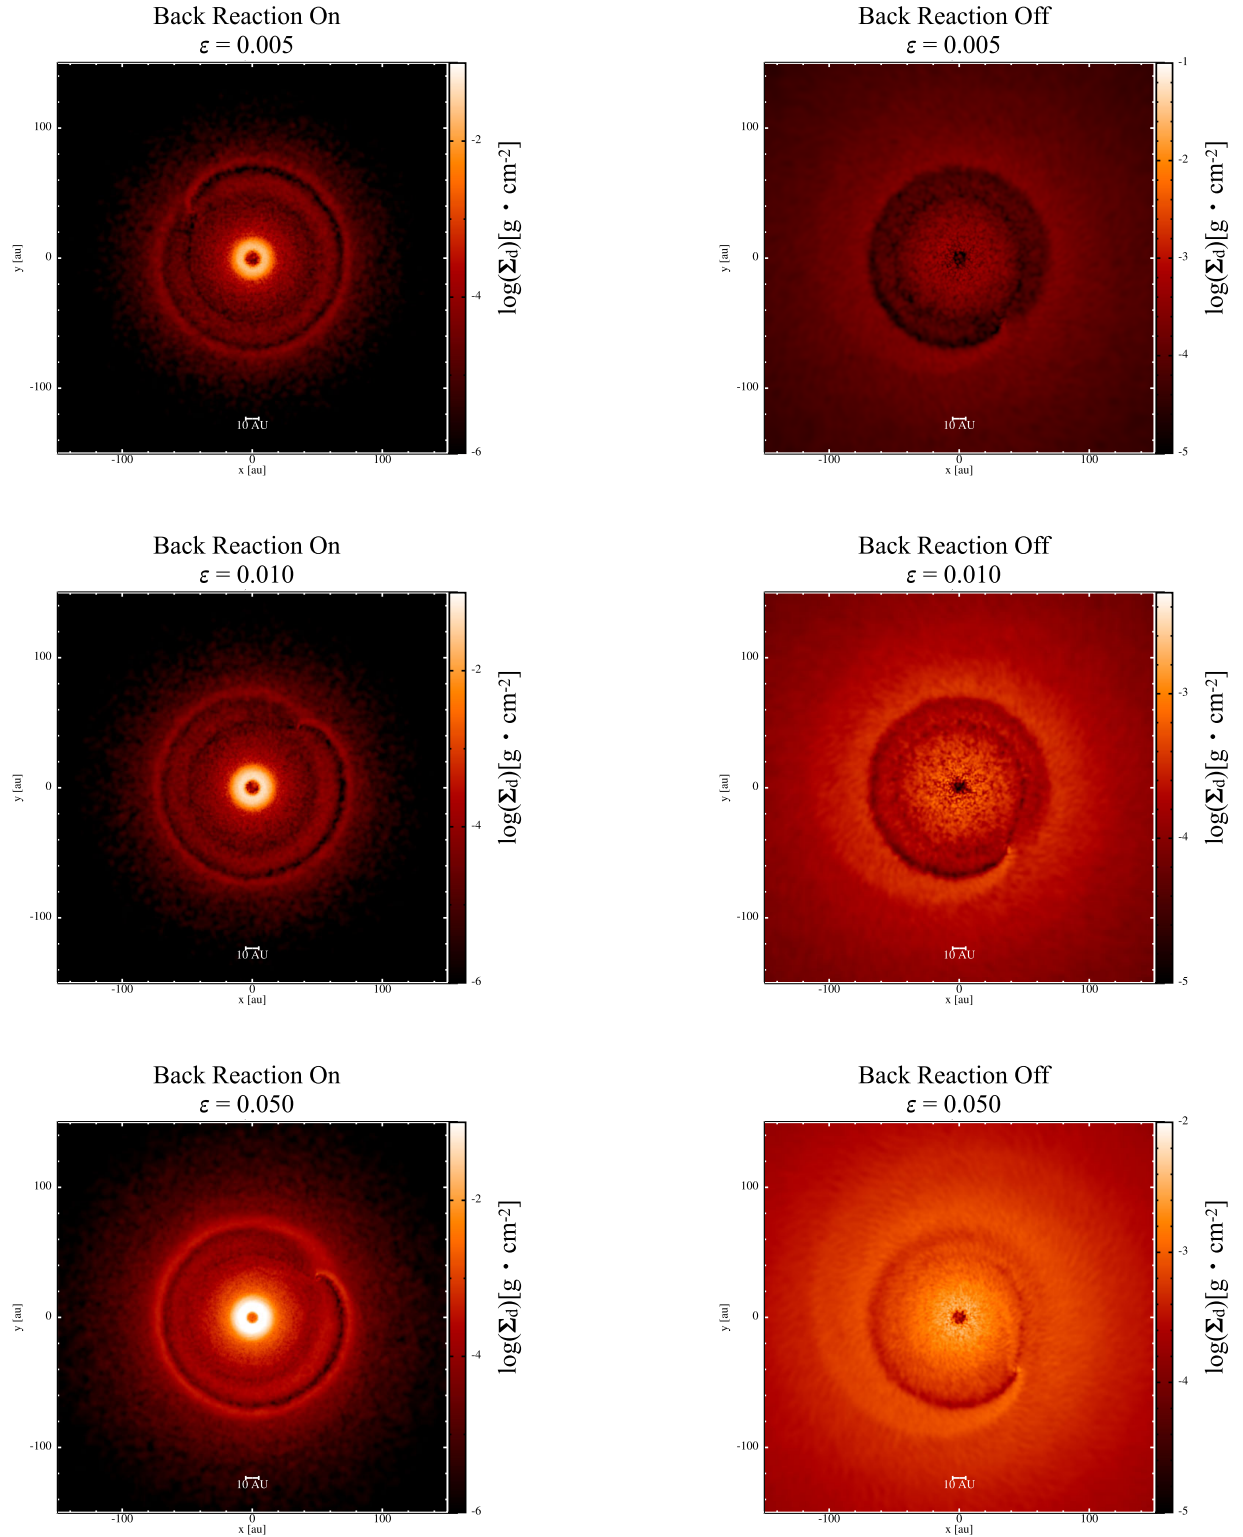 Back Reaction On
ε = 0.005
100
0
-100
y [au]
-100
0
100
x [au]
10 AU
-2
-4
-6
log(Σd)[g · cm-2]
Back Reaction Off
ε = 0.005
100
0
-100
y [au]
-100
0
100
x [au]
10 AU
-1
-2
-3
-4
-5
log(Σd)[g · cm-2]
Back Reaction On
ε = 0.010
100
0
-100
y [au]
-100
0
100
x [au]
10 AU
-2
-4
-6
log(Σd)[g · cm-2]
Back Reaction Off
ε = 0.010
100
0
-100
y [au]
-100
0
100
x [au]
10 AU
-3
-4
-5
log(Σd)[g · cm-2]
Back Reaction On
ε = 0.050
100
0
-100
y [au]
-100
0
100
x [au]
10 AU
-2
-4
-6
log(Σd)[g · cm-2]
Back Reaction Off
ε = 0.050
100
0
-100
y [au]
-100
0
100
x [au]
10 AU
-2
-3
-4
-5
log(Σd)[g · cm-2]